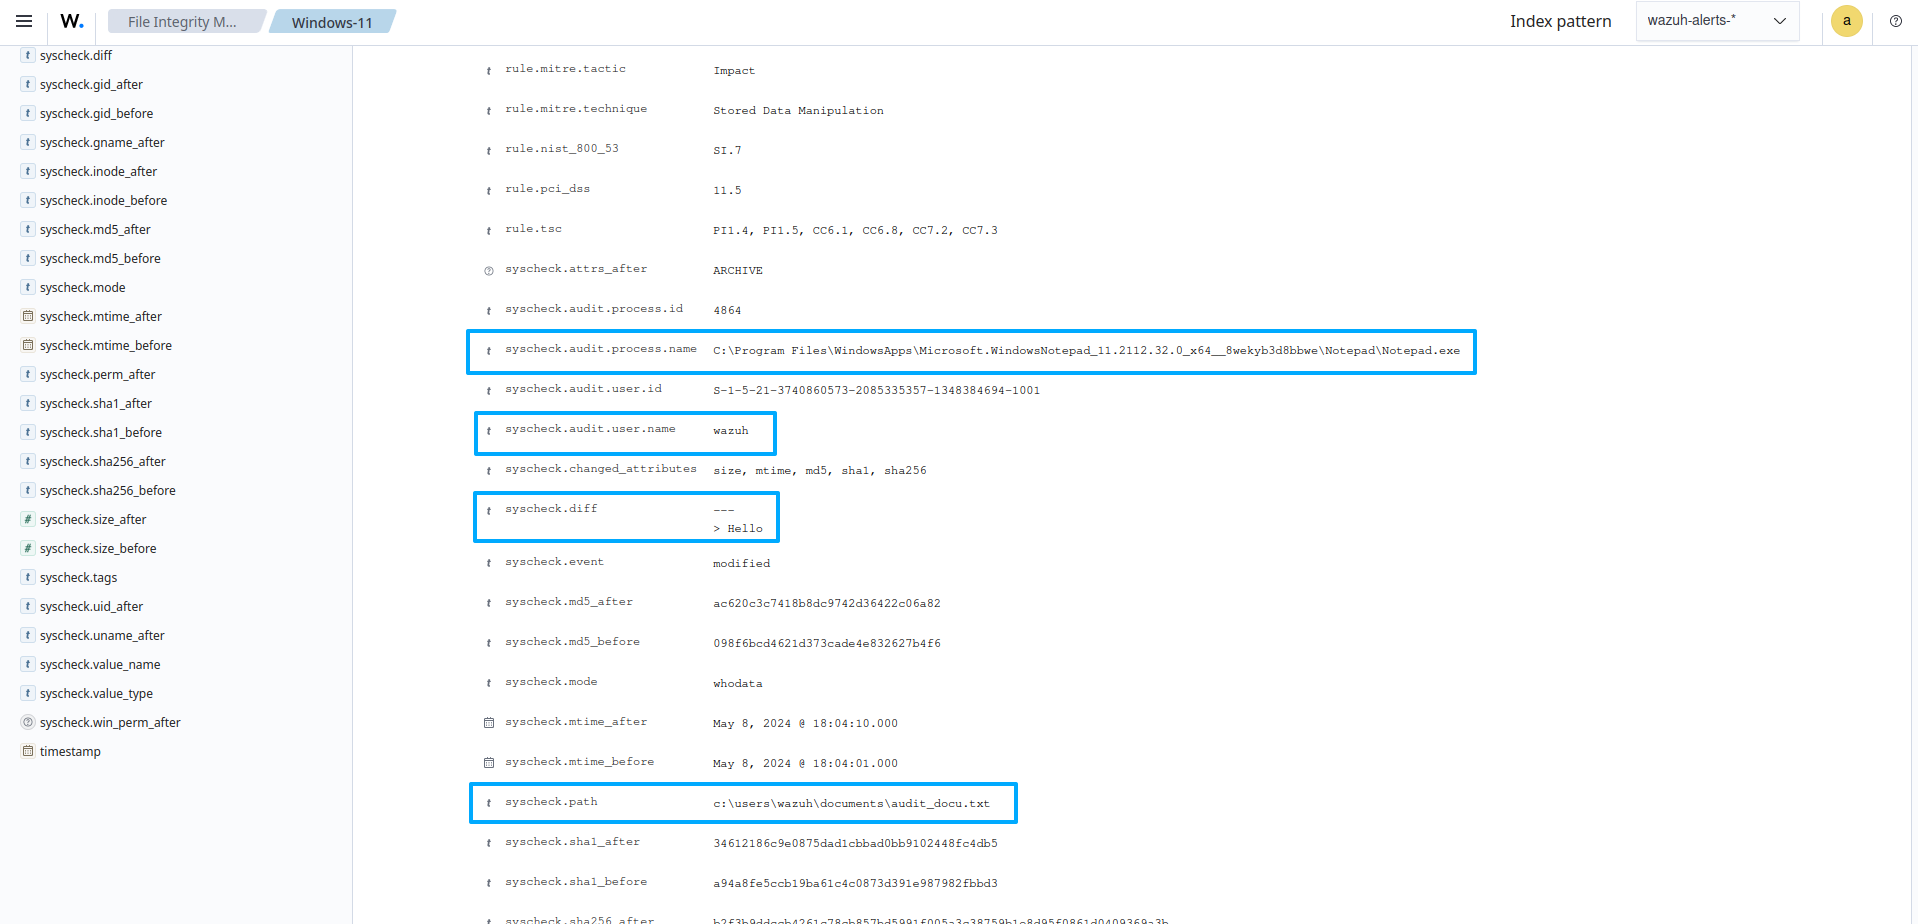 W.
File Integrity M...
Windows-11
Index pattern
wazuh-alerts-*
a
syscheck.diff
syscheck.gid_after
syscheck.gid_before
syscheck.gname_after
syscheck.inode_after
syscheck.inode_before
syscheck.md5_after
syscheck.md5_before
syscheck.mode
syscheck.mtime_after
syscheck.mtime_before
syscheck.perm_after
syscheck.sha1_after
syscheck.sha1_before
syscheck.sha256_after
syscheck.sha256_before
syscheck.size_after
syscheck.size_before
syscheck.tags
syscheck.uid_after
syscheck.uname_after
syscheck.value_name
syscheck.value_type
syscheck.win_perm_after
timestamp
rule.mitre.tactic Impact
rule.mitre.technique Stored Data Manipulation
rule.nist_800_53 SI.7
rule.pci_dss 11.5
rule.tsc PI1.4, PI1.5, CC6.1, CC6.8, CC7.2, CC7.3
syscheck.attrs_after ARCHIVE
syscheck.audit.process.id 4864
syscheck.audit.process.name C:\Program Files\WindowsApps\Microsoft.WindowsNotepad_11.2112.32.0_x64__8wekyb3d8bbwe\Notepad\Notepad.exe
syscheck.audit.user.id S-1-5-21-3740860573-2085335357-1348384694-1001
syscheck.audit.user.name wazuh
syscheck.changed_attributes size, mtime, md5, sha1, sha256
syscheck.diff ---
> Hello
syscheck.event modified
syscheck.md5_after ac620c3c7418b8dc9742d36422c06a82
syscheck.md5_before 098f6bcd4621d373cade4e832627b4f6
syscheck.mode whodata
syscheck.mtime_after May 8, 2024 @ 18:04:10.000
syscheck.mtime_before May 8, 2024 @ 18:04:01.000
syscheck.path c:\users\wazuh\documents\audit_docu.txt
syscheck.sha1_after 34612186c9e0875dad1cbbad0bb9102448fc4db5
syscheck.sha1_before a94a8fe5ccb19ba61c4c0873d391e987982fbbd3
syscheck.sha256_after